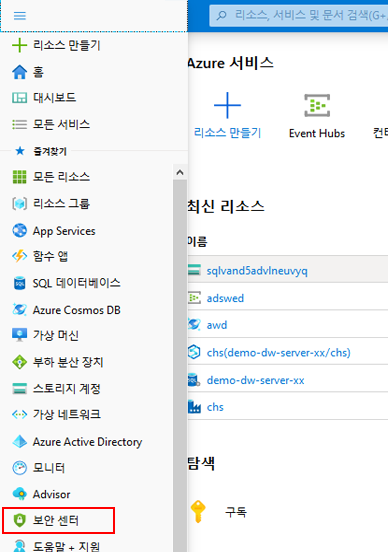 리소스, 서비스 및 문서 검색(G+/
리소스 만들기
홈
대시보드
모든 서비스
즐겨찾기
모든 리소스
리소스 그룹
App Services
함수 앱
SQL 데이터베이스
Azure Cosmos DB
가상 머신
부하 분산 장치
스토리지 계정
가상 네트워크
Azure Active Directory
모니터
Advisor
보안 센터
도움말 + 지원
Azure 서비스
리소스 만들기
Event Hubs
컨테
최신 리소스
이름
sqlvand5advlneuvyq
adswed
awd
chs(demo-dw-server-xx/chs)
demo-dw-server-xx
chs
탐색
구독